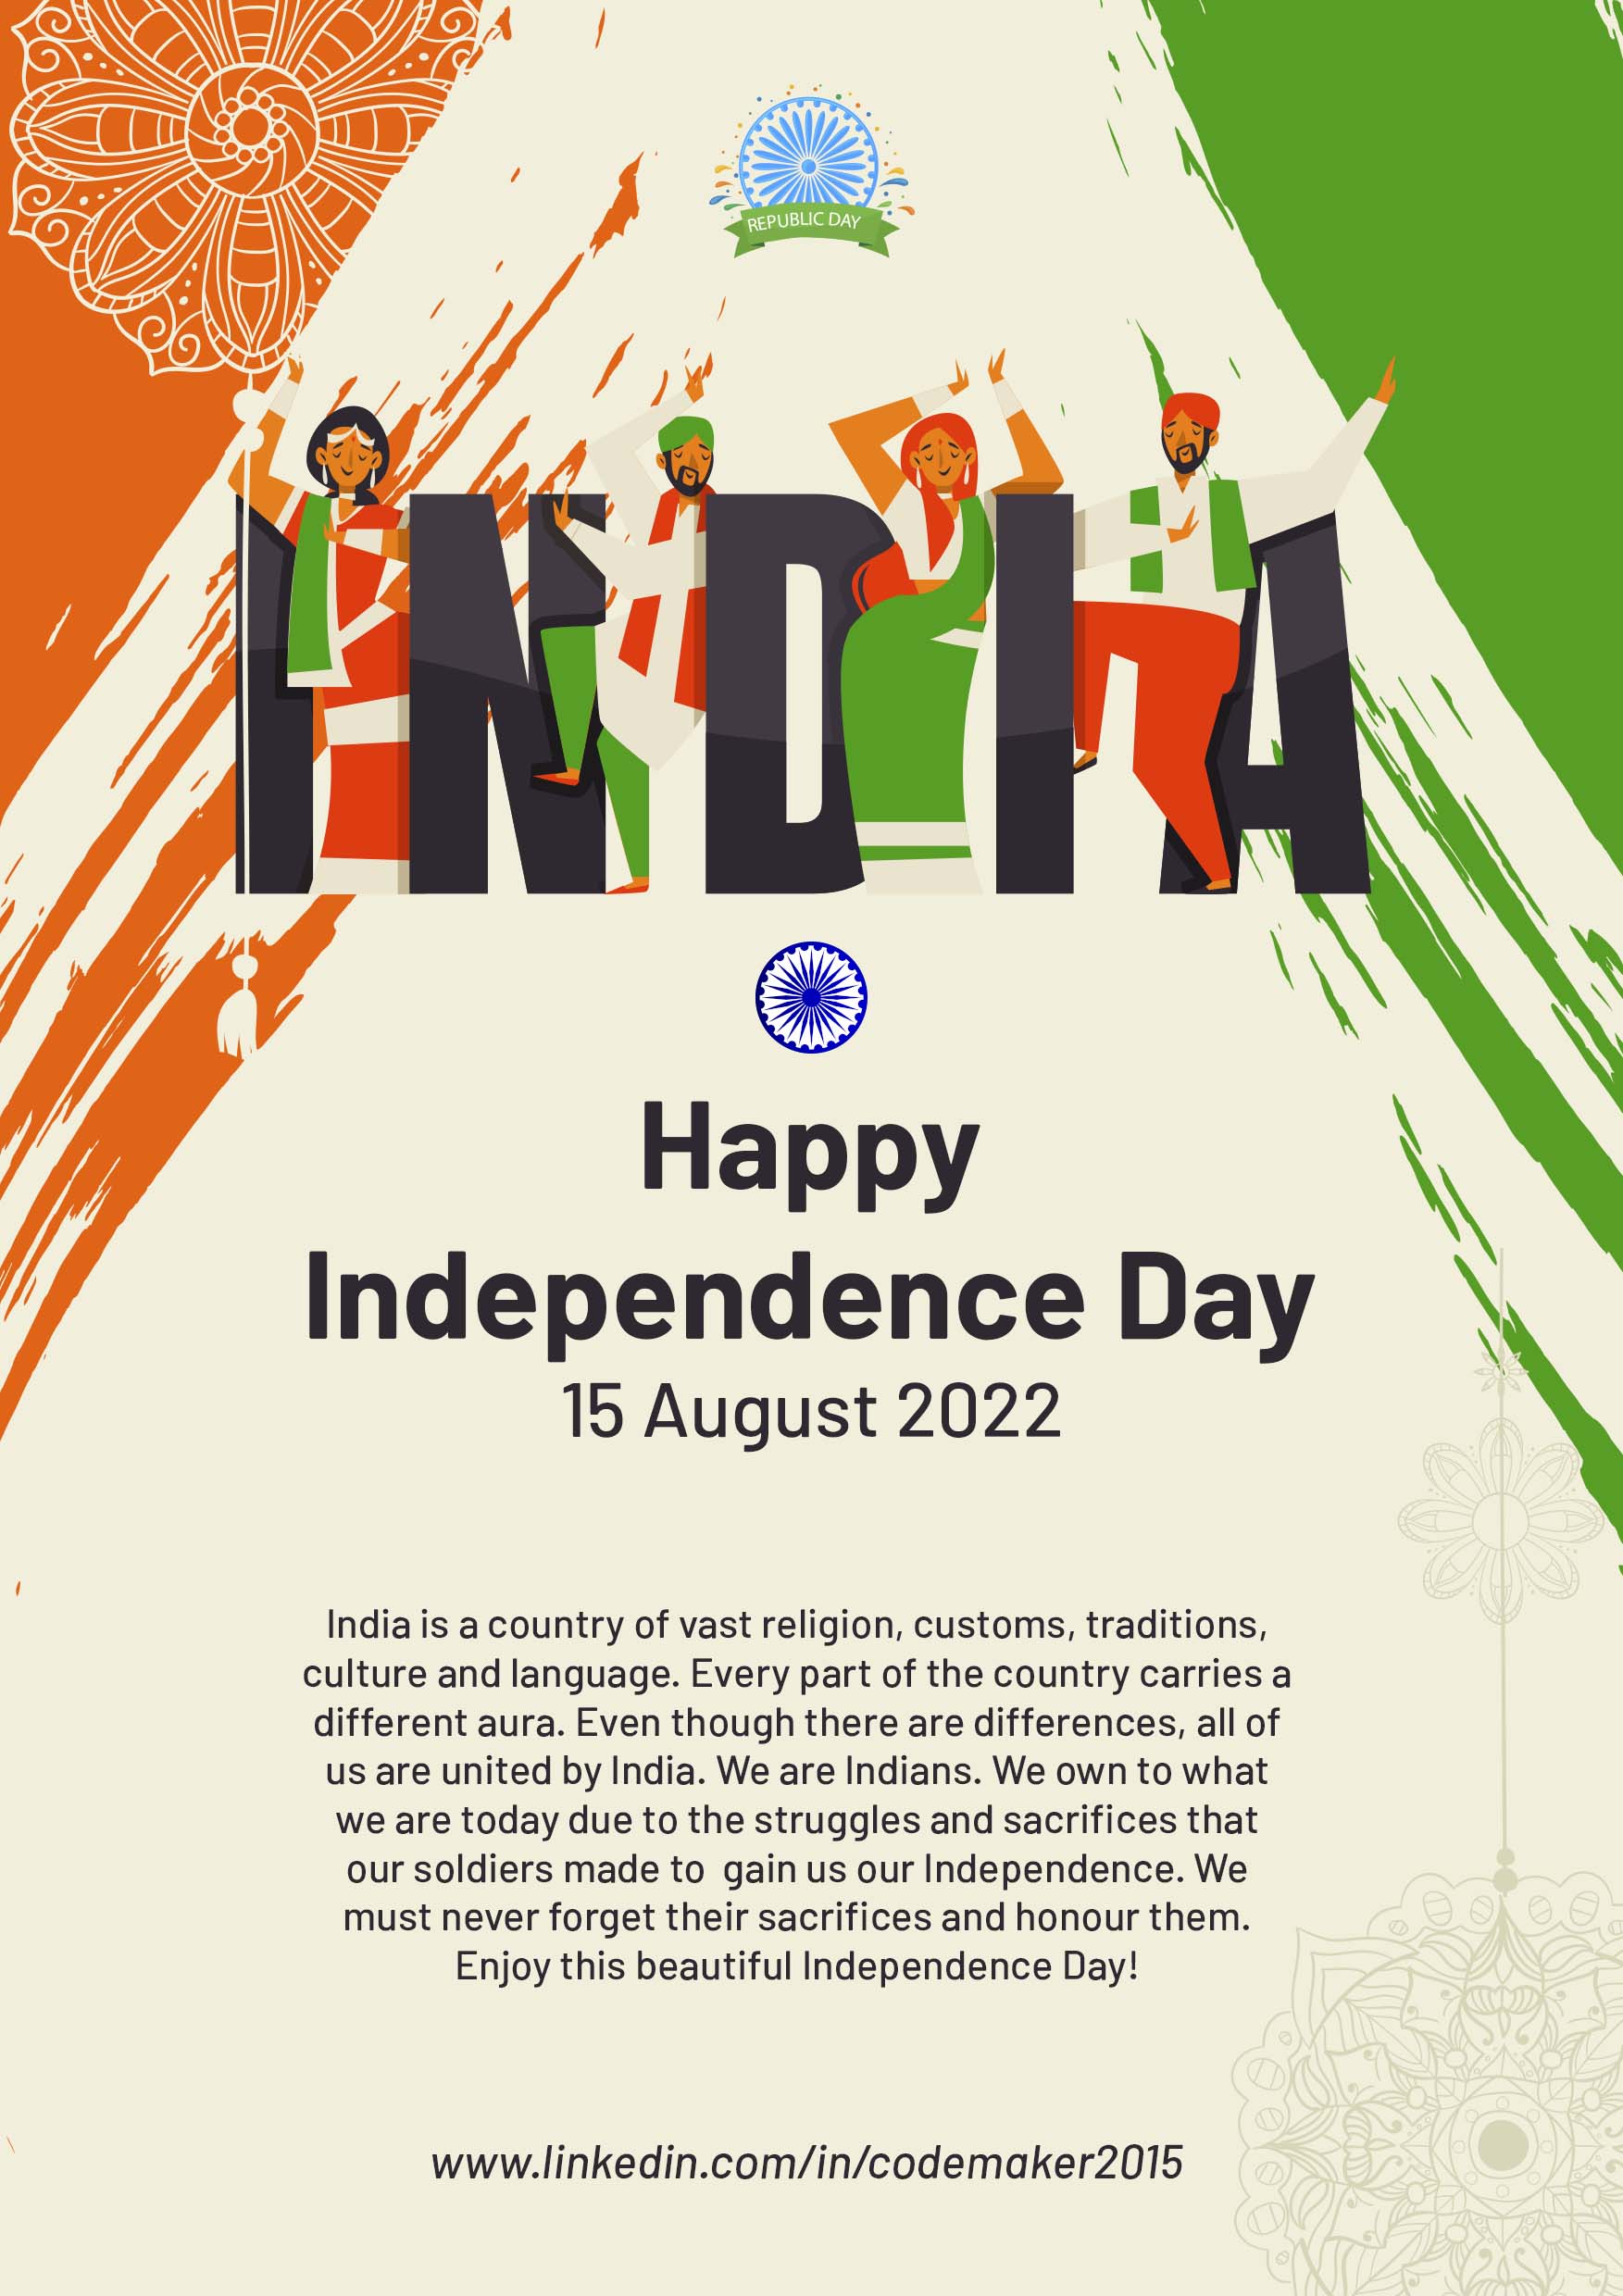 REPUBLIC DAY
INDIA
Happy
Independence Day
15 August 2022
India is a country of vast religion, customs, traditions,
culture and language. Every part of the country carries a
different aura. Even though there are differences, all of
us are united by India. We are Indians. We own to what
we are today due to the struggles and sacrifices that
our soldiers made to  gain us our Independence. We
must never forget their sacrifices and honour them.
Enjoy this beautiful Independence Day!
www.linkedin.com/in/codemaker2015